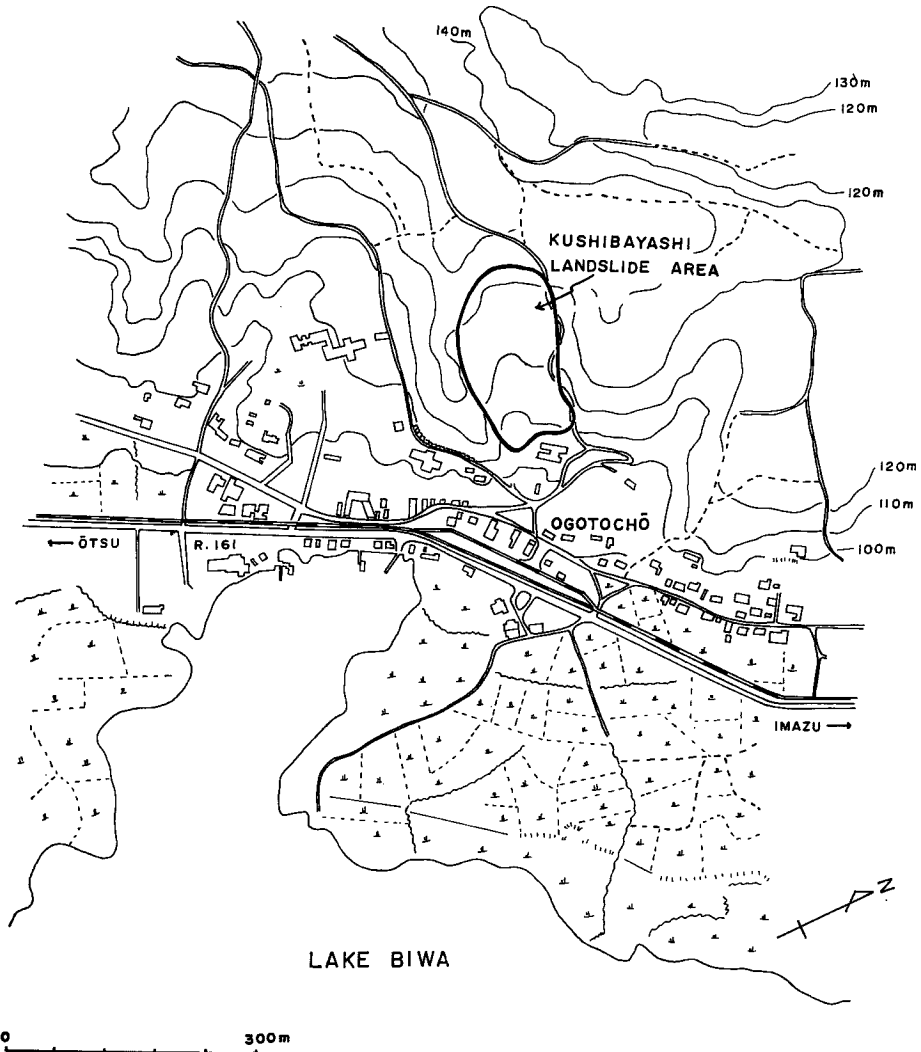 140m
130m
120m
120m
KUSHIBAYASHI
LANDSLIDE AREA
120m
110m
100m
OGOTOCHŌ
← ŌTSU
R. 161
IMAZU →
N
LAKE BIWA
0
300m